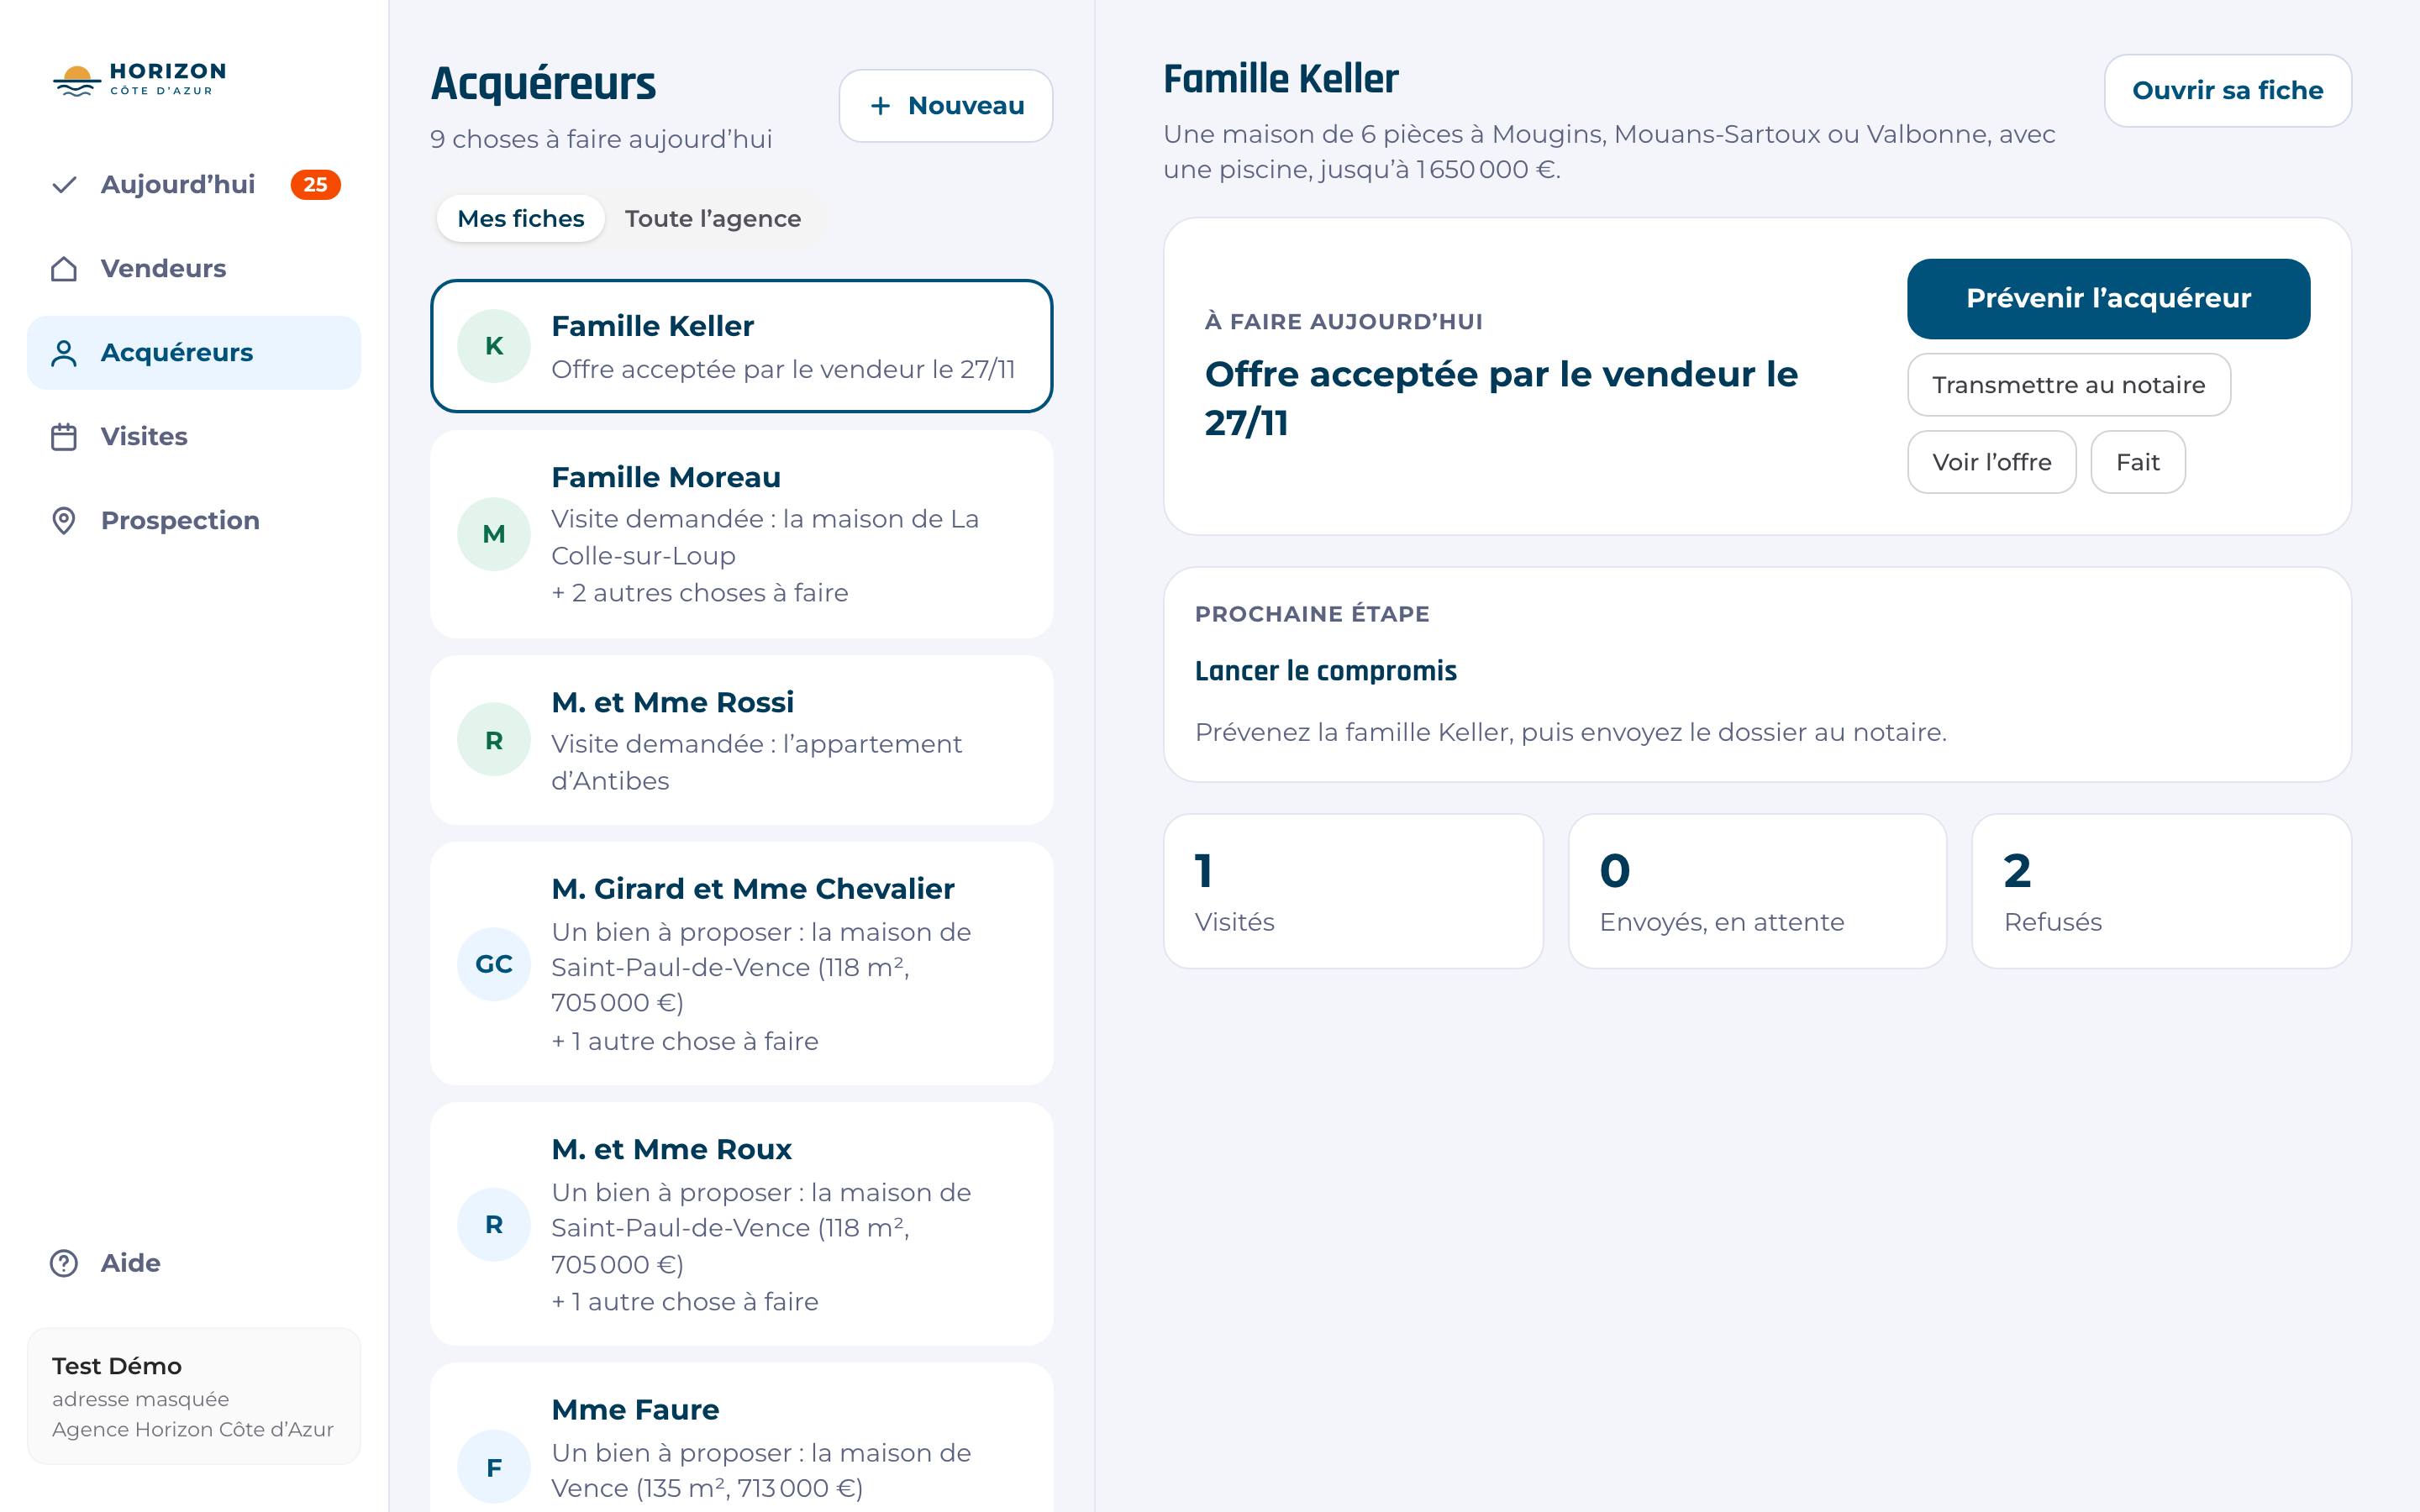 HORIZON
CÔTE D’AZUR
Aujourd’hui 25
Vendeurs
Acquéreurs
Visites
Prospection
Aide
Test Démo
adresse masquée
Agence Horizon Côte d’Azur
Acquéreurs
9 choses à faire aujourd’hui
+ Nouveau
Mes fiches Toute l’agence
K
Famille Keller
Offre acceptée par le vendeur le 27/11
M
Famille Moreau
Visite demandée : la maison de La
Colle-sur-Loup
+ 2 autres choses à faire
R
M. et Mme Rossi
Visite demandée : l’appartement
d’Antibes
GC
M. Girard et Mme Chevalier
Un bien à proposer : la maison de
Saint-Paul-de-Vence (118 m²,
705 000 €)
+ 1 autre chose à faire
R
M. et Mme Roux
Un bien à proposer : la maison de
Saint-Paul-de-Vence (118 m²,
705 000 €)
+ 1 autre chose à faire
F
Mme Faure
Un bien à proposer : la maison de
Vence (135 m², 713 000 €)
Famille Keller
Ouvrir sa fiche
Une maison de 6 pièces à Mougins, Mouans-Sartoux ou Valbonne, avec
une piscine, jusqu’à 1 650 000 €.
À FAIRE AUJOURD’HUI
Offre acceptée par le vendeur le
27/11
Prévenir l’acquéreur
Transmettre au notaire
Voir l’offre Fait
PROCHAINE ÉTAPE
Lancer le compromis
Prévenez la famille Keller, puis envoyez le dossier au notaire.
1
Visités
0
Envoyés, en attente
2
Refusés